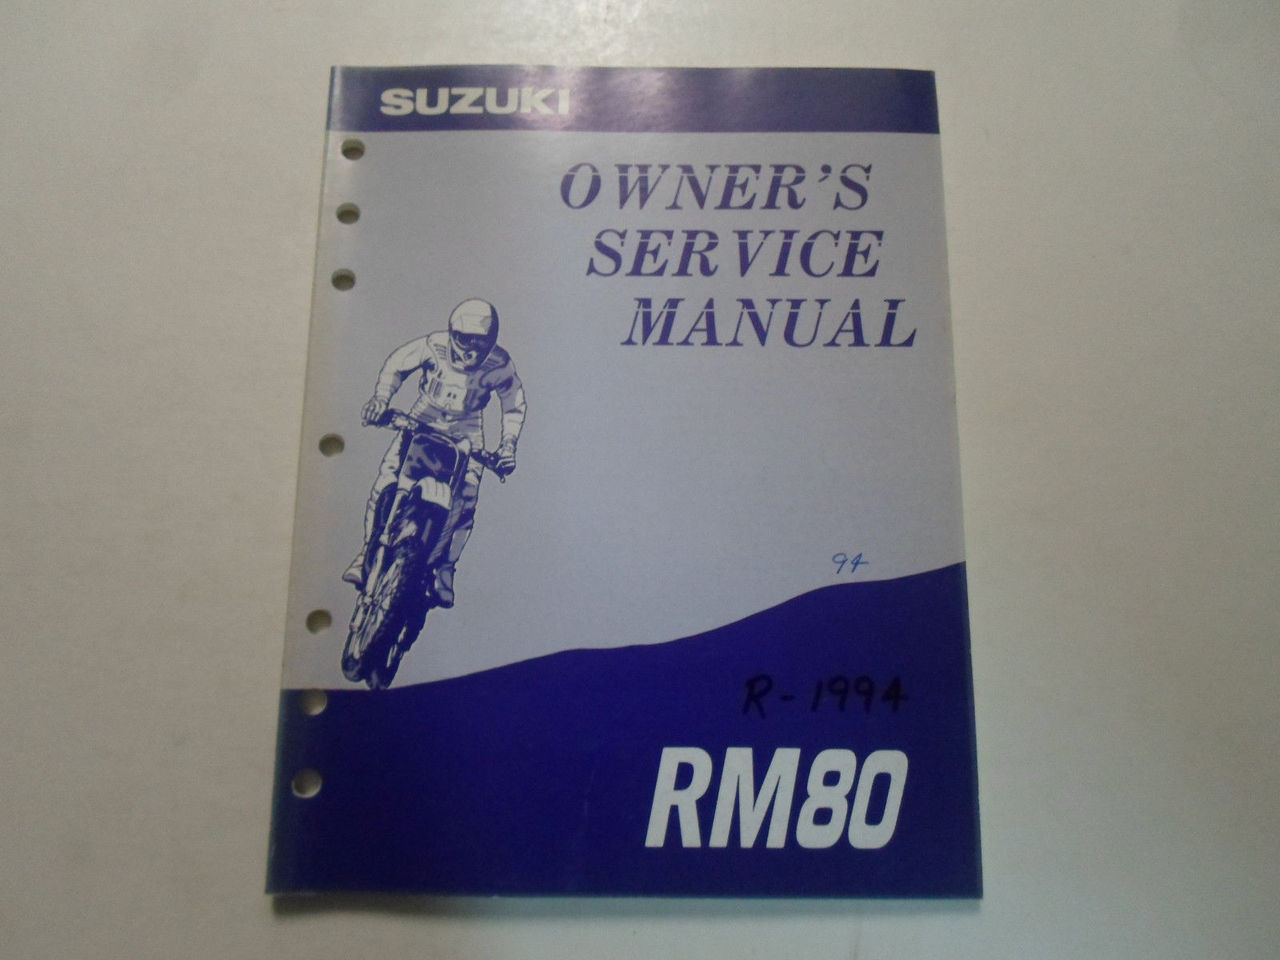 SUZUKI
OWNER'S
SERVICE
MANUAL
94
R-1994
RM80